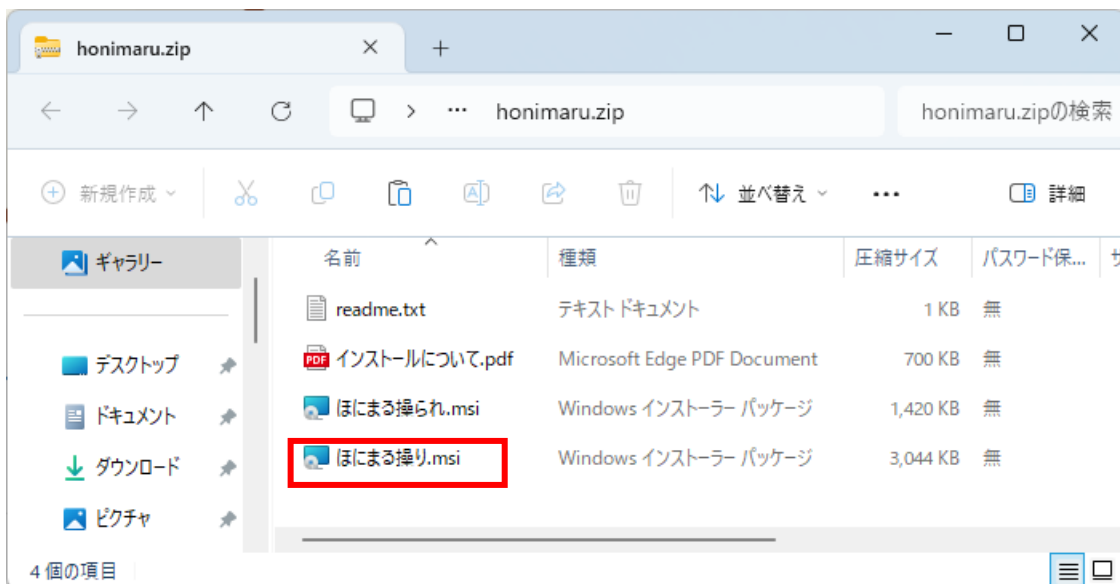 honimaru.zip
honimaru.zip honimaru.zipの検索
新規作成 並べ替え 詳細
ギャラリー 名前 種類 圧縮サイズ パスワード保...
readme.txt テキスト ドキュメント 1 KB 無
デスクトップ PDF インストールについて.pdf Microsoft Edge PDF Document 700 KB 無
ドキュメント ほにまる操られ.msi Windows インストーラー パッケージ 1,420 KB 無
ダウンロード ほにまる操り.msi Windows インストーラー パッケージ 3,044 KB 無
ピクチャ
4 個の項目